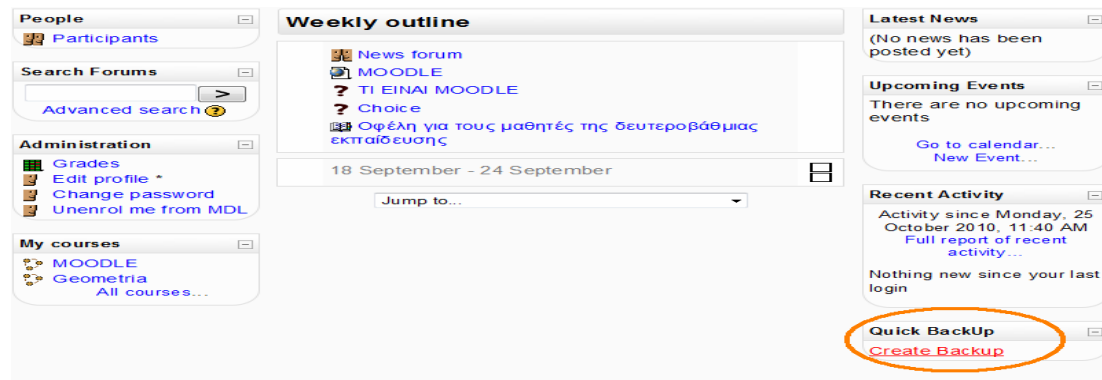 People
Participants
Search Forums
>
Advanced search ?
Administration
Grades
Edit profile *
Change password
Unenrol me from MDL
My courses
MOODLE
Geometria
All courses...
Weekly outline
News forum
MOODLE
? ΤΙ ΕΙΝΑΙ MOODLE
? Choice
Οφέλη για τους μαθητές της δευτεροβάθμιας
εκπαίδευσης
18 September - 24 September
Jump to...
Latest News
(No news has been
posted yet)
Upcoming Events
There are no upcoming
events
Go to calendar...
New Event...
Recent Activity
Activity since Monday, 25
October 2010, 11:40 AM
Full report of recent
activity...
Nothing new since your last
login
Quick BackUp
Create Backup